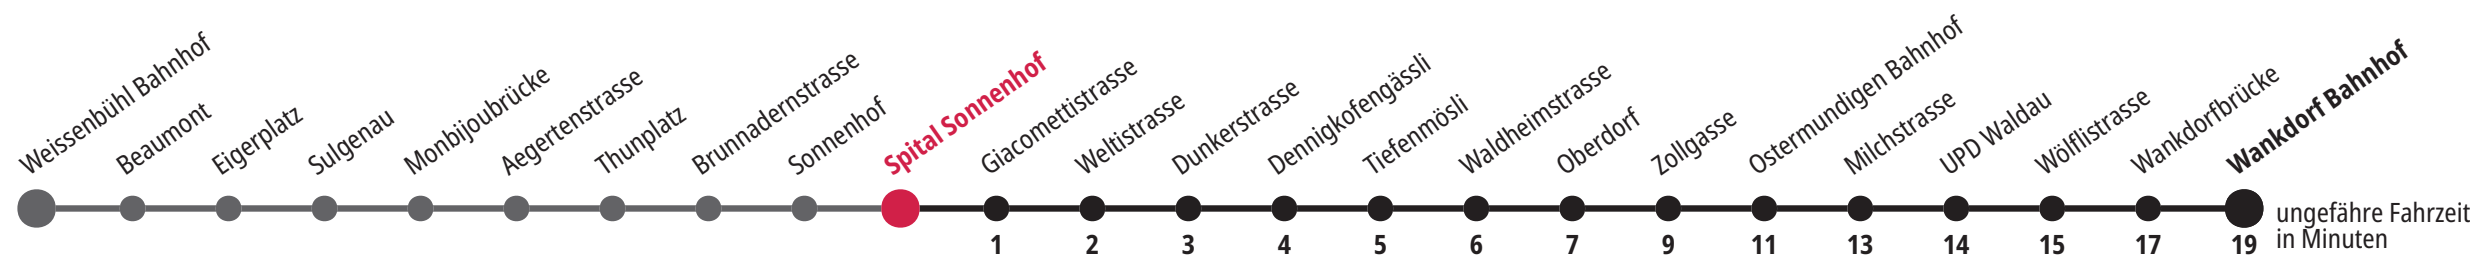 Weissenbühl Bahnhof
Beaumont
Eigerplatz
Sulgenau
Monbijoubrücke
Aegertenstrasse
Thunplatz
Brunnadernstrasse
Sonnenhof
Spital Sonnenhof
Giacomettistrasse
Weltistrasse
Dunkerstrasse
Dennigkofengässli
Tiefenmösli
Waldheimstrasse
Oberdorf
Zollgasse
Ostermundigen Bahnhof
Milchstrasse
UPD Waldau
Wölflistrasse
Wankdorfbrücke
Wankdorf Bahnhof
1 2 3 4 5 6 7 9 11 13 14 15 17 19
ungefähre Fahrzeit
in Minuten